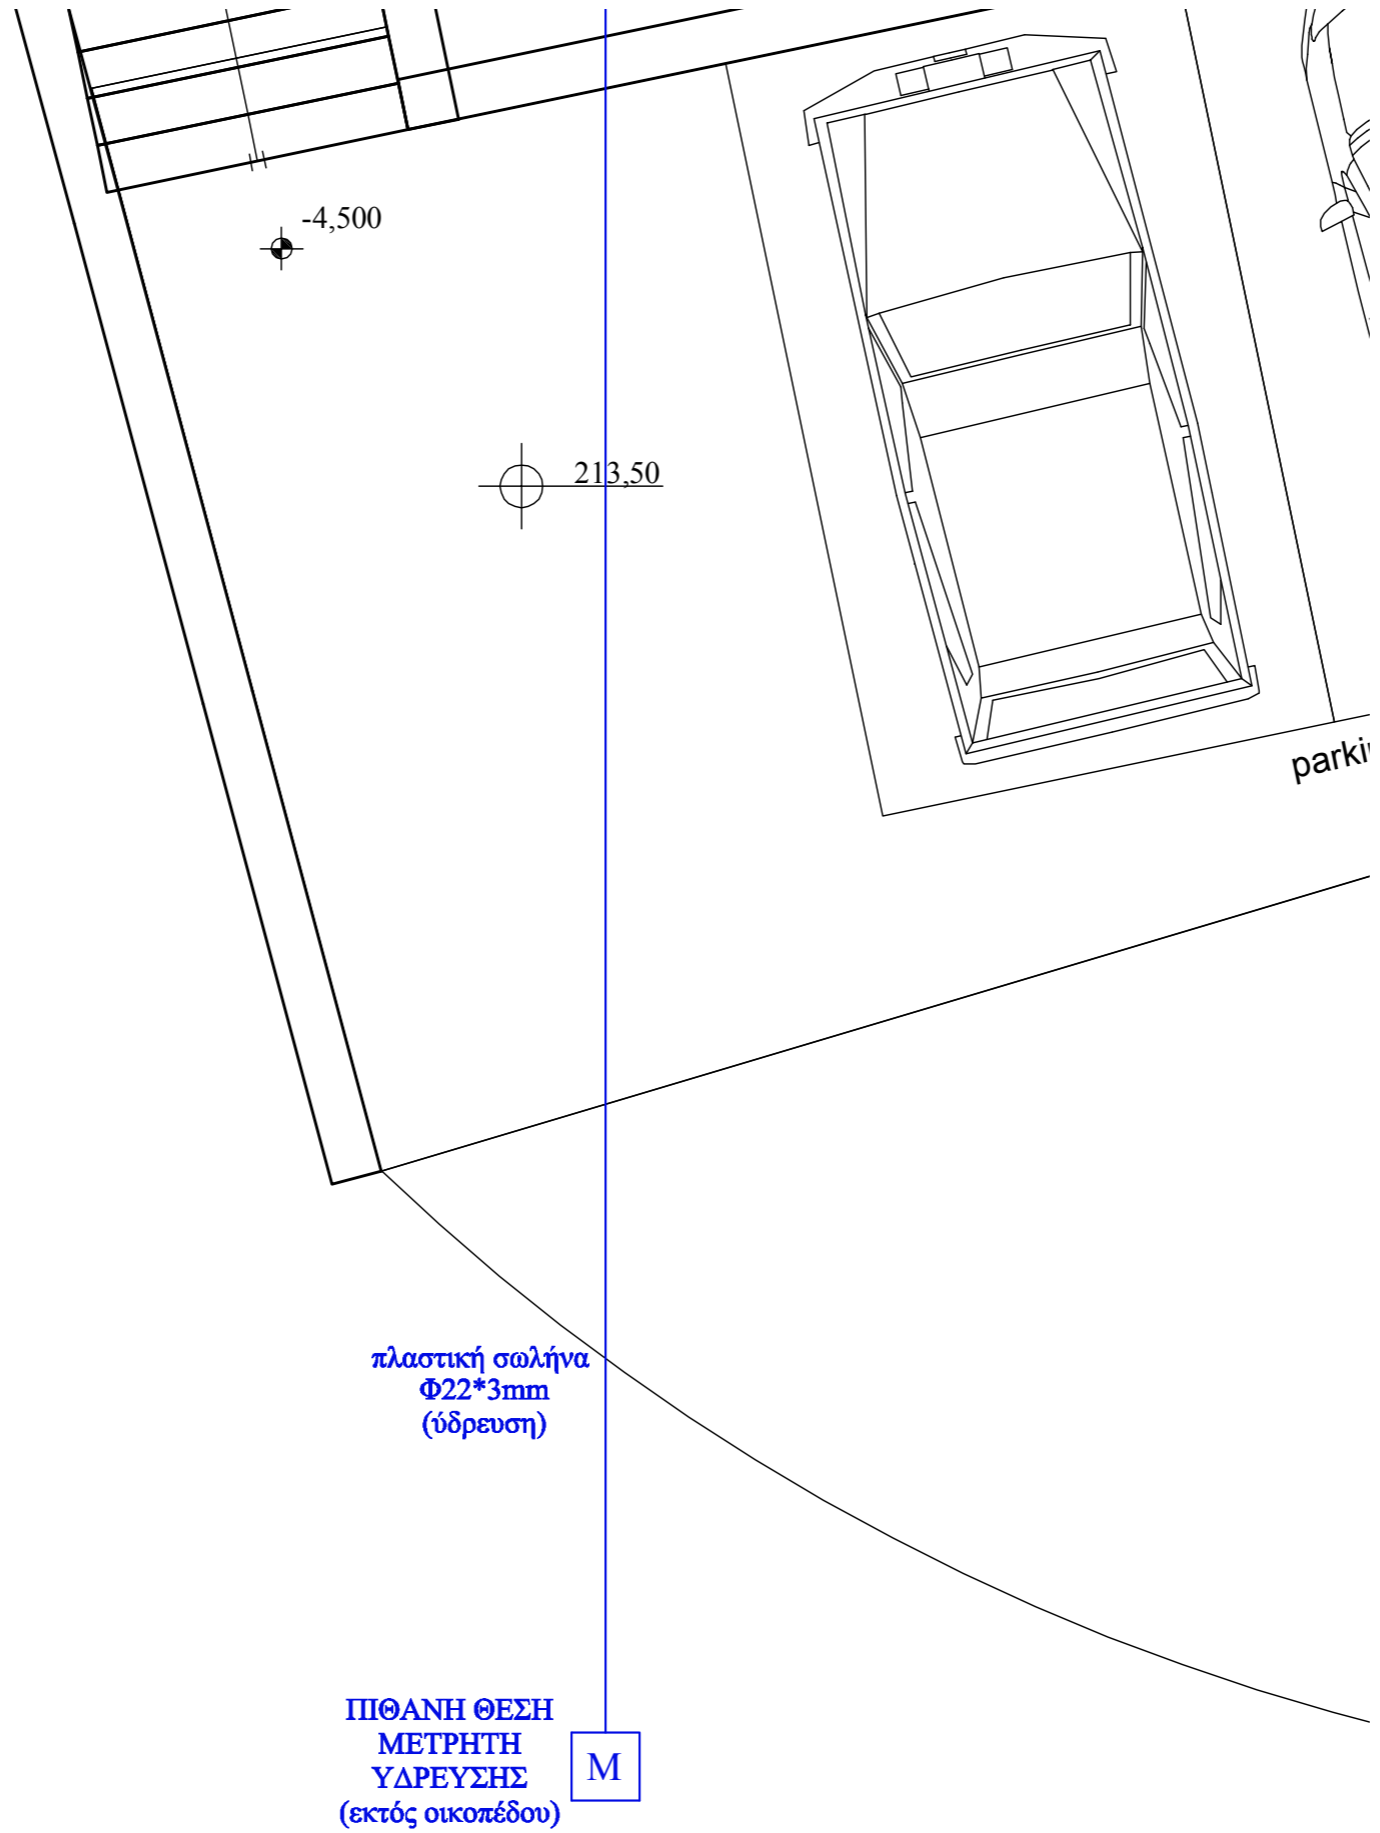 -4,500
213,50
parki
πλαστική σωλήνα
Φ22*3mm
(ύδρευση)
ΠΙΘΑΝΗ ΘΕΣΗ
ΜΕΤΡΗΤΗ
ΥΔΡΕΥΣΗΣ
(εκτός οικοπέδου)
M